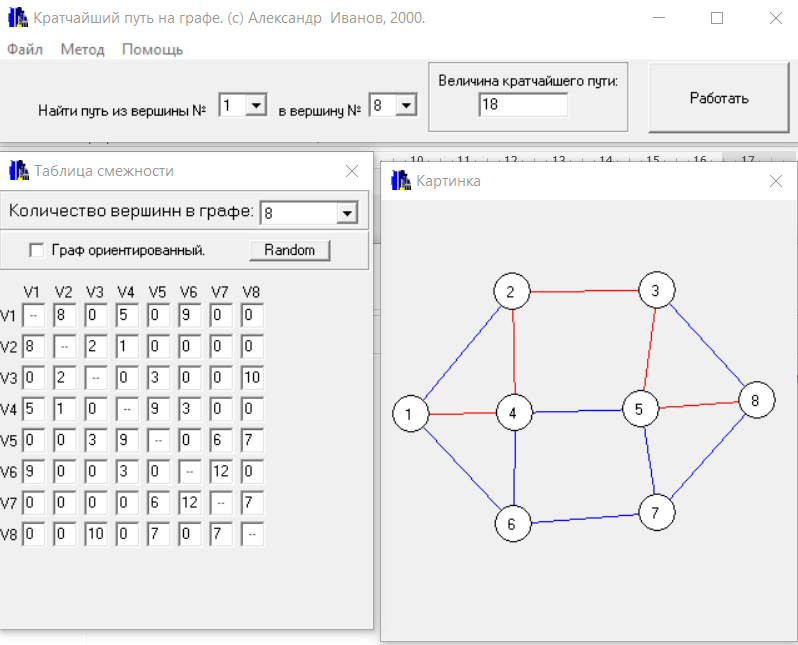 Кратчайший путь на графе. (c) Александр Иванов, 2000.
Файл Метод Помощь
Найти путь из вершины № 1 в вершину № 8
Величина кратчайшего пути:
18
Работать
10 11 12 13 14 15 16 17
Таблица смежности
Количество вершинн в графе: 8
Граф ориентированный. Random
V1 V2 V3 V4 V5 V6 V7 V8
V1 -- 8 0 5 0 9 0 0
V2 8 -- 2 1 0 0 0 0
V3 0 2 -- 0 3 0 0 10
V4 5 1 0 -- 9 3 0 0
V5 0 0 3 9 -- 0 6 7
V6 9 0 0 3 0 -- 12 0
V7 0 0 0 0 6 12 -- 7
V8 0 0 10 0 7 0 7 --
Картинка
2 3
1 4 5 8
6 7